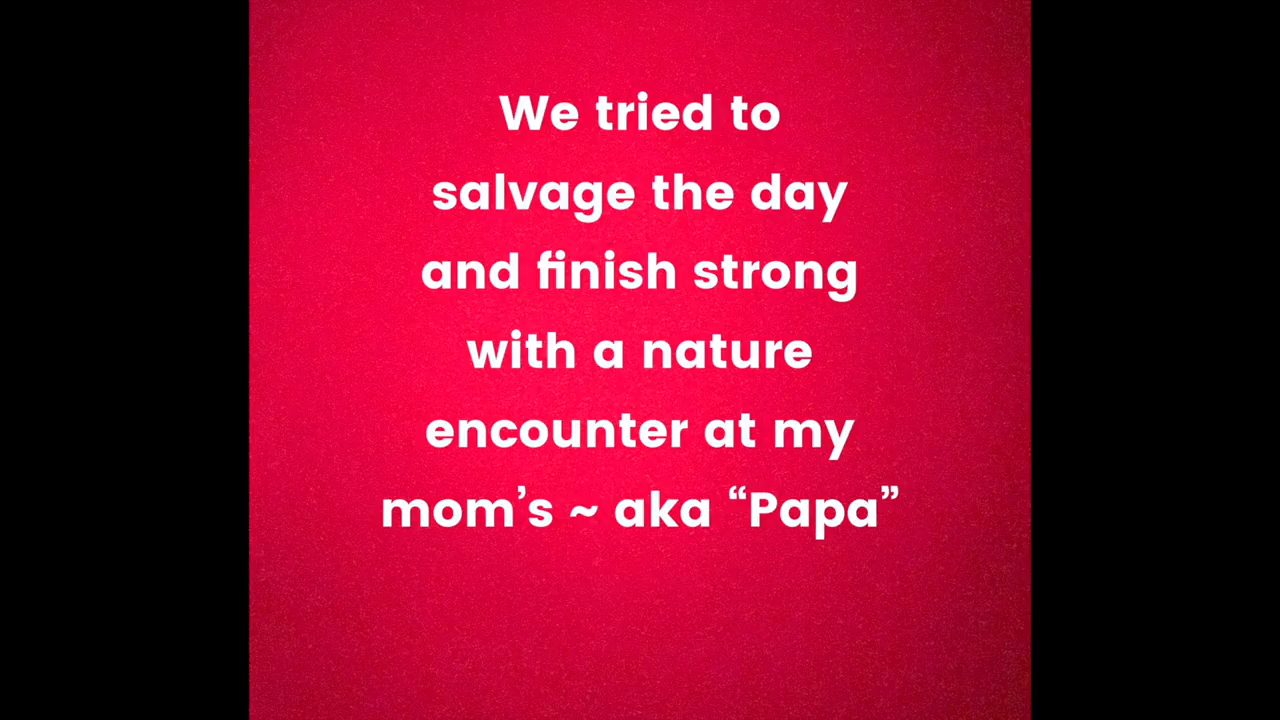 We tried to
salvage the day
and finish strong
with a nature
encounter at my
mom’s ~ aka “Papa”